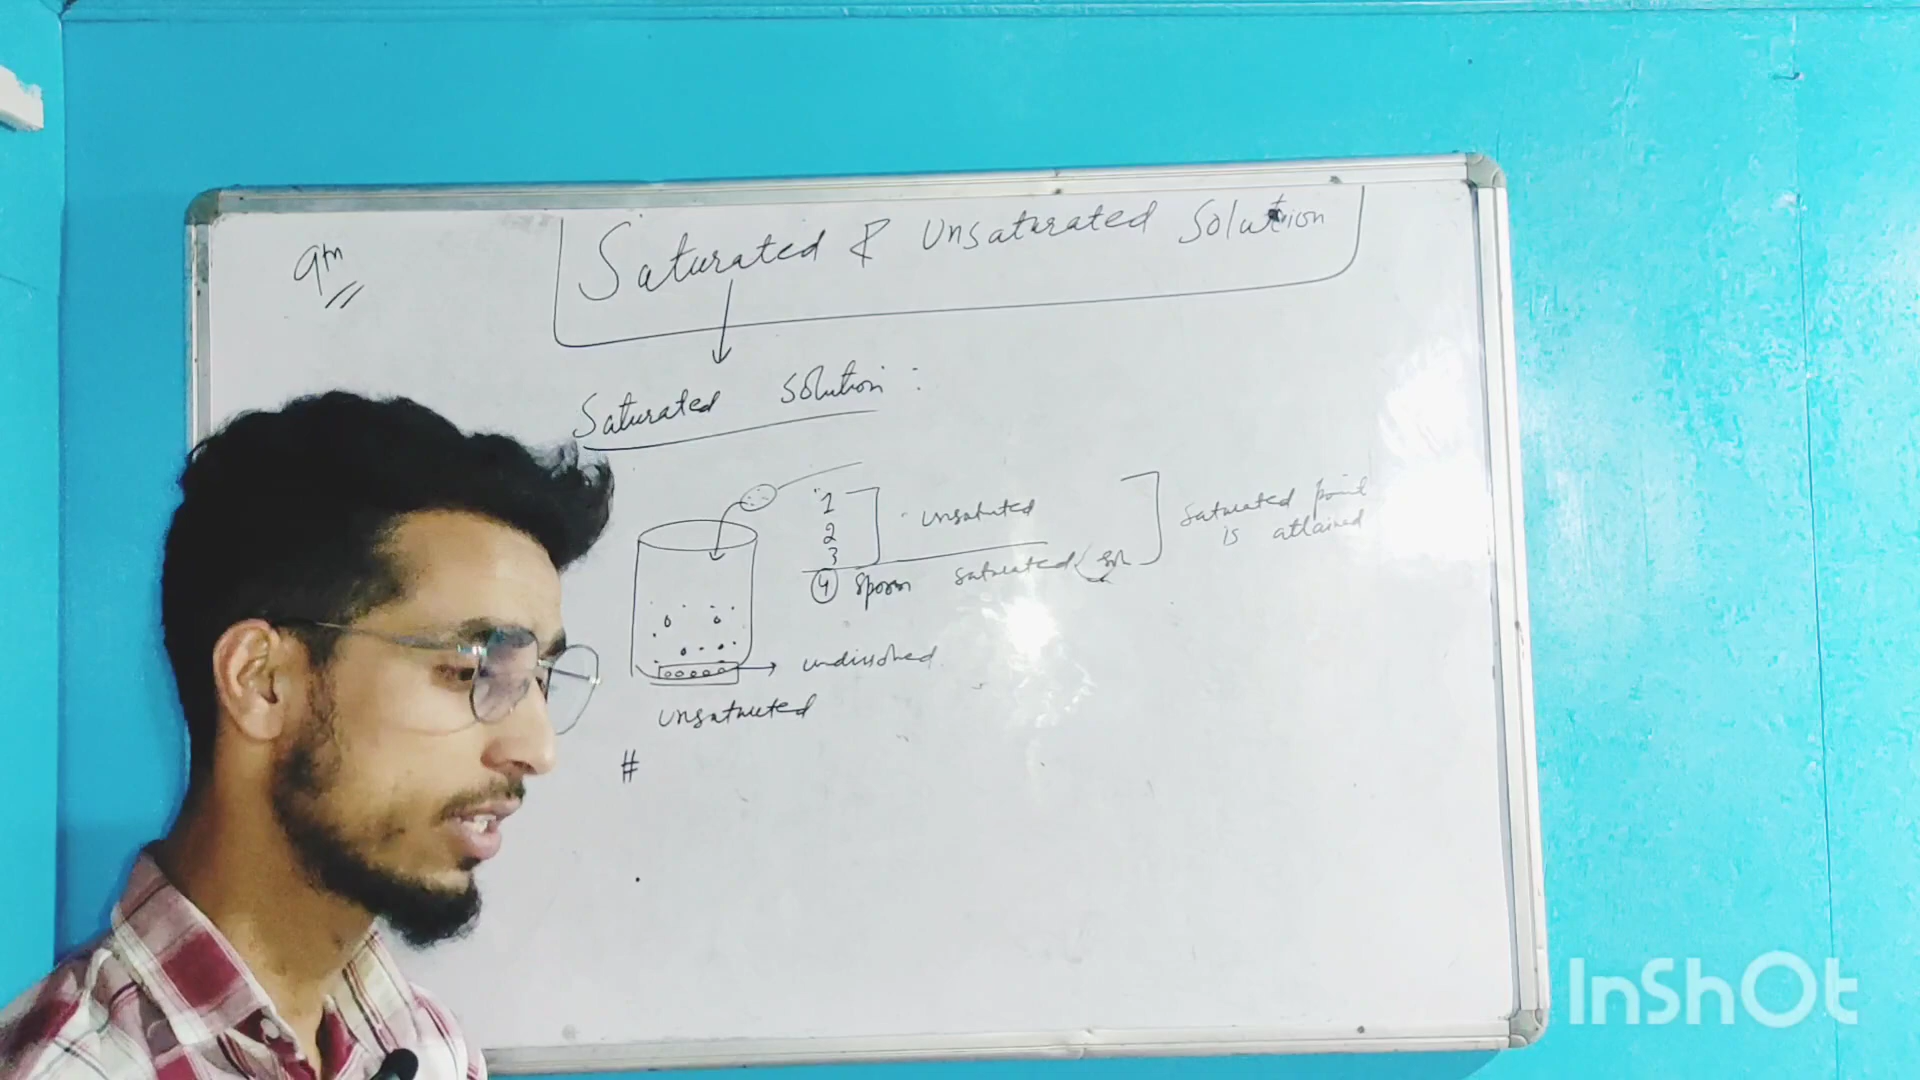 9th
Saturated & Unsaturated Solution
Saturated Solution :
1
2
3
unsaturated
④ spoon saturated soln
saturated point
is attained
undissolved
unsaturated
#
InShOt